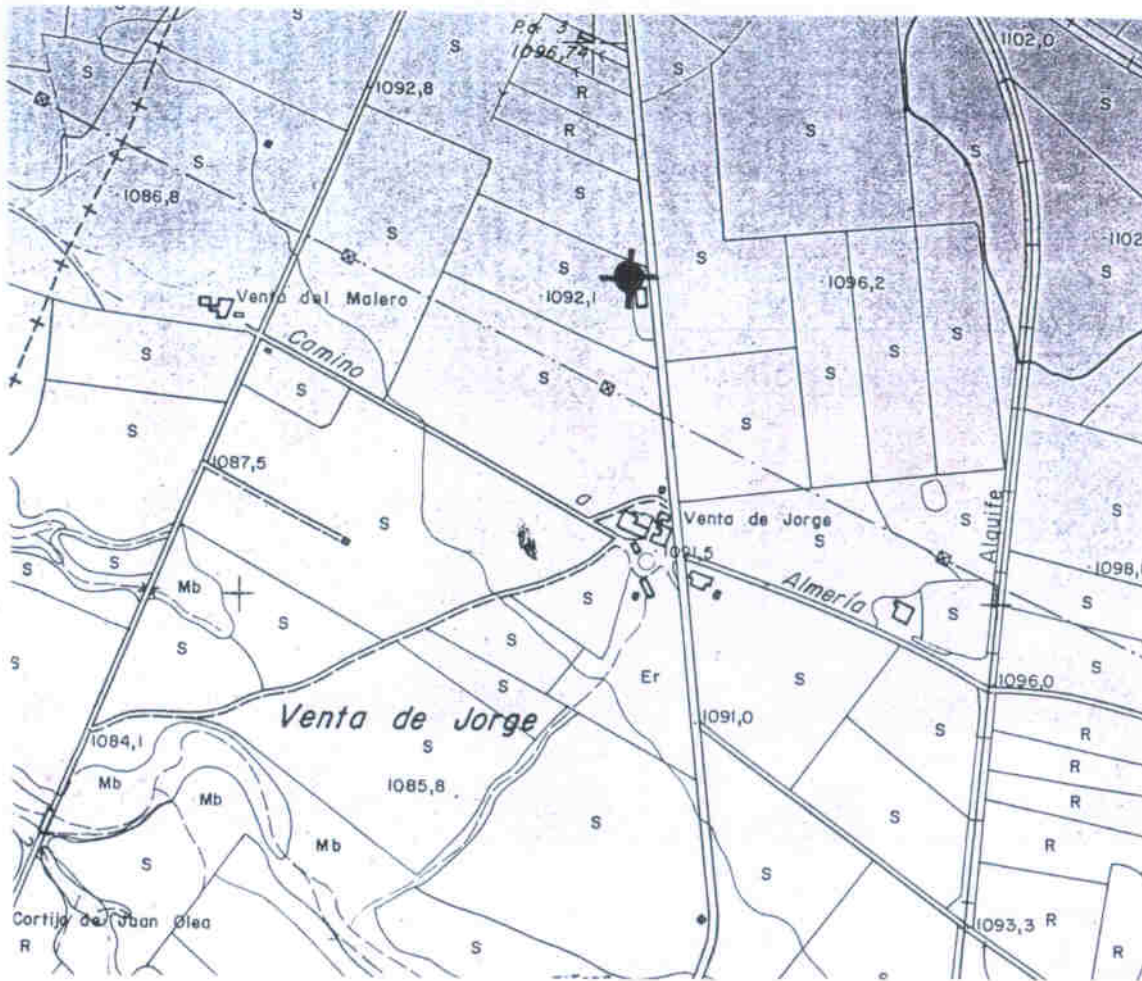 S
P.g. 3
1096,74
S
1102,0
S
1092,8
R
S
S
S
R
S
S
1086,8
S
S
S
1102
Venta del Malero
S
1092,1
1096,2
S
S
Camino
S
S
S
S
S
S
S
1087,5
S
a
Venta de Jorge
S
S
Alquife
1091,5
S
Mb
Almería
1098,
S
S
S
S
S
S
S
S
Er
S
S
1096,0
Venta de Jorge
1091,0
R
1084,1
S
S
R
Mb
Mb
1085,8
R
S
S
Mb
R
S
S
Cortijo de Juan Olea
R
S
1093,3
R
R
S